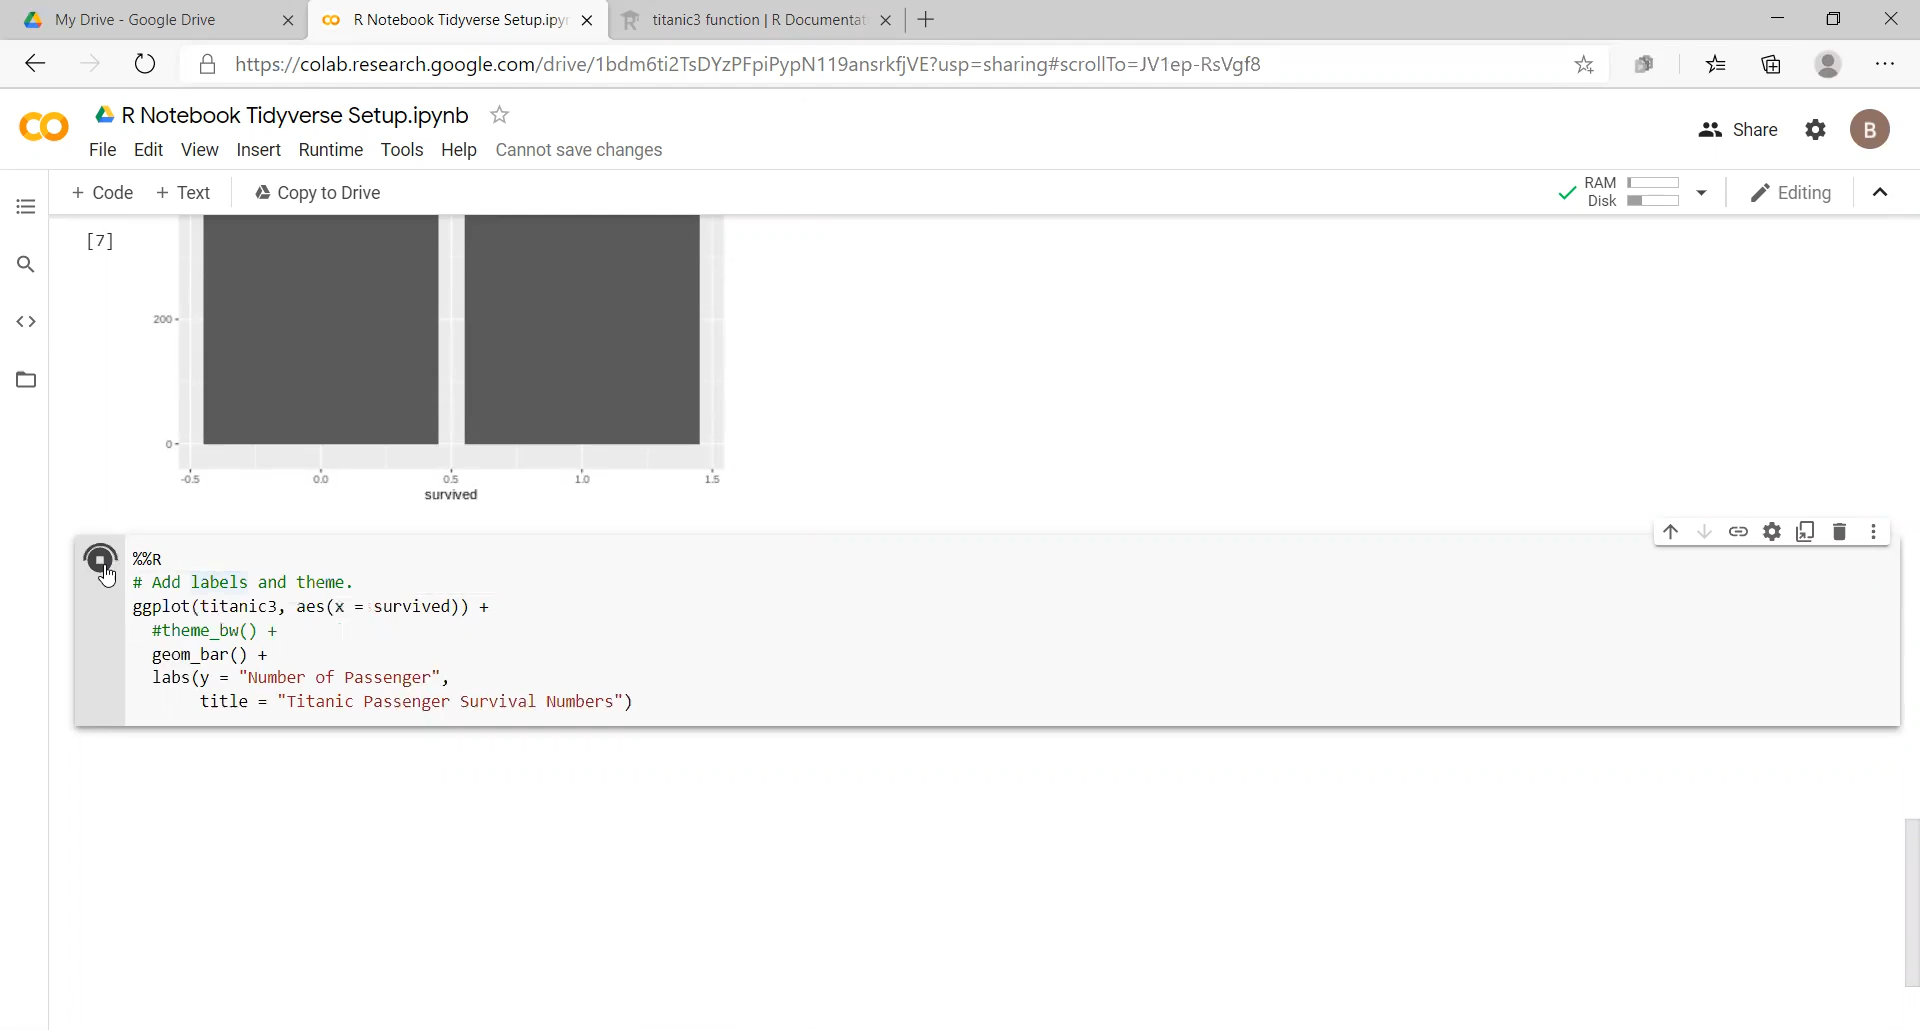 My Drive - Google Drive
R Notebook Tidyverse Setup.ipy
titanic3 function | R Documentat
https://colab.research.google.com/drive/1bdm6ti2TsDYzPFpiPypN119ansrkfjVE?usp=sharing#scrollTo=JV1ep-RsVgf8
CO
R Notebook Tidyverse Setup.ipynb
Share
B
File Edit View Insert Runtime Tools Help Cannot save changes
+ Code + Text Copy to Drive
RAM
Disk
Editing
[7]
200
0
-0.5 0.0 0.5 1.0 1.5
survived
%%R
# Add labels and theme.
ggplot(titanic3, aes(x = survived)) +
#theme_bw() +
geom_bar() +
labs(y = "Number of Passenger",
title = "Titanic Passenger Survival Numbers")